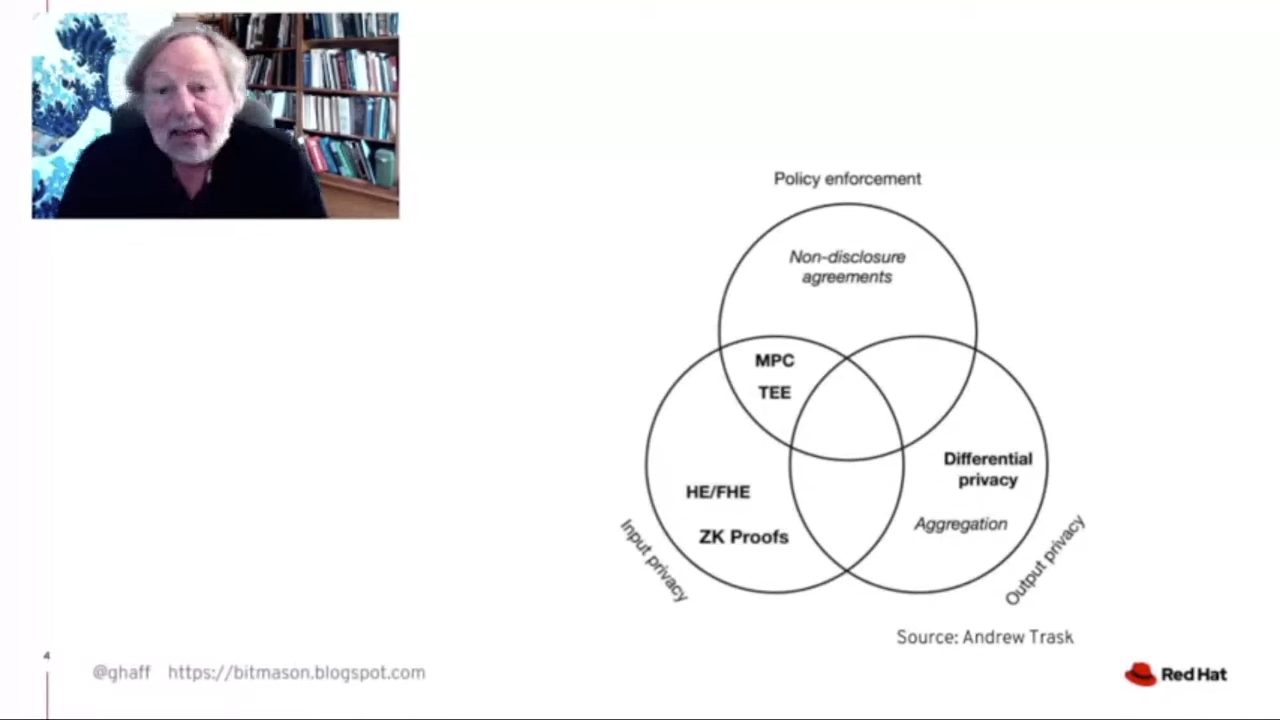 Policy enforcement
Non-disclosure
agreements
MPC
TEE
Differential
privacy
HE/FHE
Aggregation
ZK Proofs
Input privacy
Output privacy
Source: Andrew Trask
4
@ghaff https://bitmason.blogspot.com
Red Hat